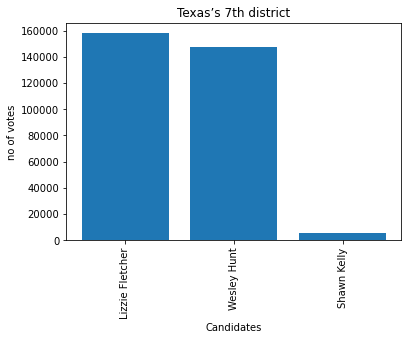 Texas’s 7th district
160000
140000
120000
100000
80000
60000
40000
20000
0
no of votes
Lizzie Fletcher
Wesley Hunt
Shawn Kelly
Candidates